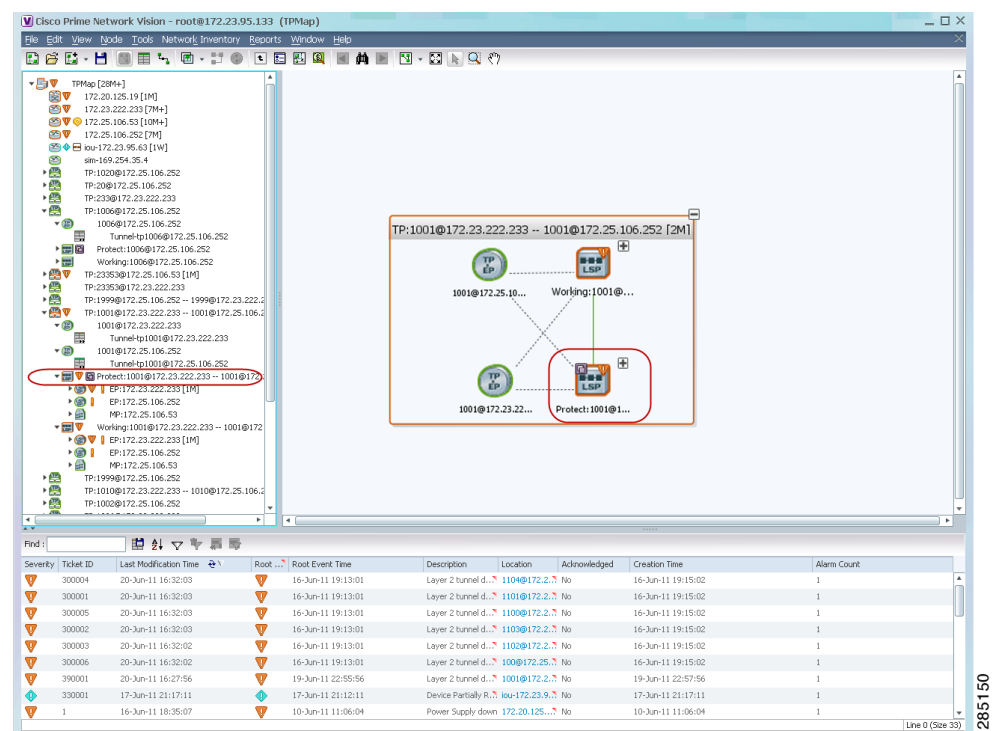 Cisco Prime Network Vision - root@172.23.95.133 (TPMap)
File Edit View Node Tools Network Inventory Reports Windows Help
TPMap [28M+]
172.20.125.19 [1M]
172.23.222.233 [7M+]
172.25.106.53 [10M+]
172.25.106.252 [7M]
iou-172.23.95.63 [1W]
sim-169.254.35.4
TP:1020@172.25.106.252
TP:20@172.25.106.252
TP:233@172.23.222.233
TP:1006@172.25.106.252
1006@172.25.106.252
Tunnel-tp1006@172.25.106.252
Protect:1006@172.25.106.252
Working:1006@172.25.106.252
TP:23353@172.25.106.53 [1M]
TP:23353@172.23.222.233
TP:1999@172.25.106.252 -- 1999@172.23.222.2
TP:1001@172.23.222.233 -- 1001@172.25.106.2
1001@172.23.222.233
Tunnel-tp1001@172.23.222.233
1001@172.25.106.252
Tunnel-tp1001@172.25.106.252
Protect:1001@172.23.222.233 -- 1001@172
EP:172.23.222.233 [1M]
EP:172.25.106.252
MP:172.25.106.53
Working:1001@172.23.222.233 -- 1001@172
EP:172.23.222.233 [1M]
EP:172.25.106.252
MP:172.25.106.53
TP:1999@172.25.106.252
TP:1010@172.23.222.233 -- 1010@172.25.106.2
TP:1002@172.25.106.252
TP:1001@172.23.222.233 -- 1001@172.25.106.252 [2M]
TP EP
LSP
1001@172.25.10...
Working:1001@...
TP EP
LSP
1001@172.23.22...
Protect:1001@1...
Find :
Severity Ticket ID Last Modification Time Root ... Root Event Time Description Location Acknowledged Creation Time Alarm Count
300004 20-Jun-11 16:32:03 16-Jun-11 19:13:01 Layer 2 tunnel d... 1104@172.2.. No 16-Jun-11 19:15:02 1
300001 20-Jun-11 16:32:03 16-Jun-11 19:13:01 Layer 2 tunnel d... 1101@172.2.. No 16-Jun-11 19:15:02 1
300005 20-Jun-11 16:32:03 16-Jun-11 19:13:01 Layer 2 tunnel d... 1100@172.2.. No 16-Jun-11 19:15:02 1
300002 20-Jun-11 16:32:03 16-Jun-11 19:13:01 Layer 2 tunnel d... 1103@172.2.. No 16-Jun-11 19:15:02 1
300003 20-Jun-11 16:32:02 16-Jun-11 19:13:01 Layer 2 tunnel d... 1102@172.2.. No 16-Jun-11 19:15:02 1
300006 20-Jun-11 16:32:02 16-Jun-11 19:13:01 Layer 2 tunnel d... 100@172.25.. No 16-Jun-11 19:15:02 1
390001 20-Jun-11 16:27:56 19-Jun-11 22:55:56 Layer 2 tunnel d... 1001@172.2.. No 19-Jun-11 22:57:56 1
330001 17-Jun-11 21:17:11 17-Jun-11 21:12:11 Device Partially R.. iou-172.23.9.. No 17-Jun-11 21:17:11 1
1 16-Jun-11 18:35:07 10-Jun-11 11:06:04 Power Supply down 172.20.125... No 10-Jun-11 11:06:04 1
Line 0 (Size 33)
285150